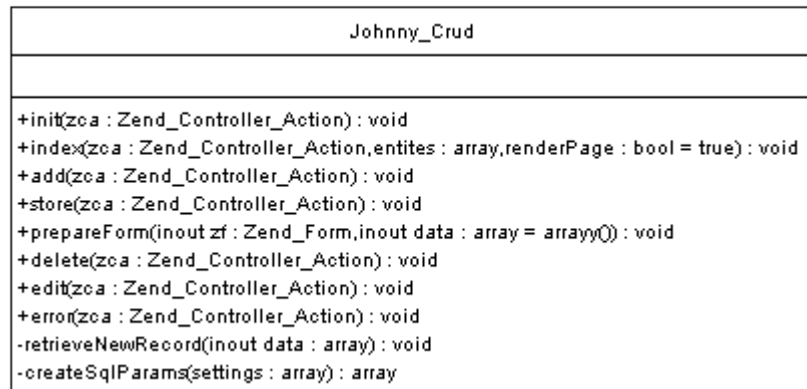 Johnny_Crud
+init(zca : Zend_Controller_Action) : void
+index(zca : Zend_Controller_Action,entites : array,renderPage : bool = true) : void
+add(zca : Zend_Controller_Action) : void
+store(zca : Zend_Controller_Action) : void
+prepareForm(inout zf : Zend_Form,inout data : array = arrayy()) : void
+delete(zca : Zend_Controller_Action) : void
+edit(zca : Zend_Controller_Action) : void
+error(zca : Zend_Controller_Action) : void
-retrieveNewRecord(inout data : array) : void
-createSqlParams(settings : array) : array